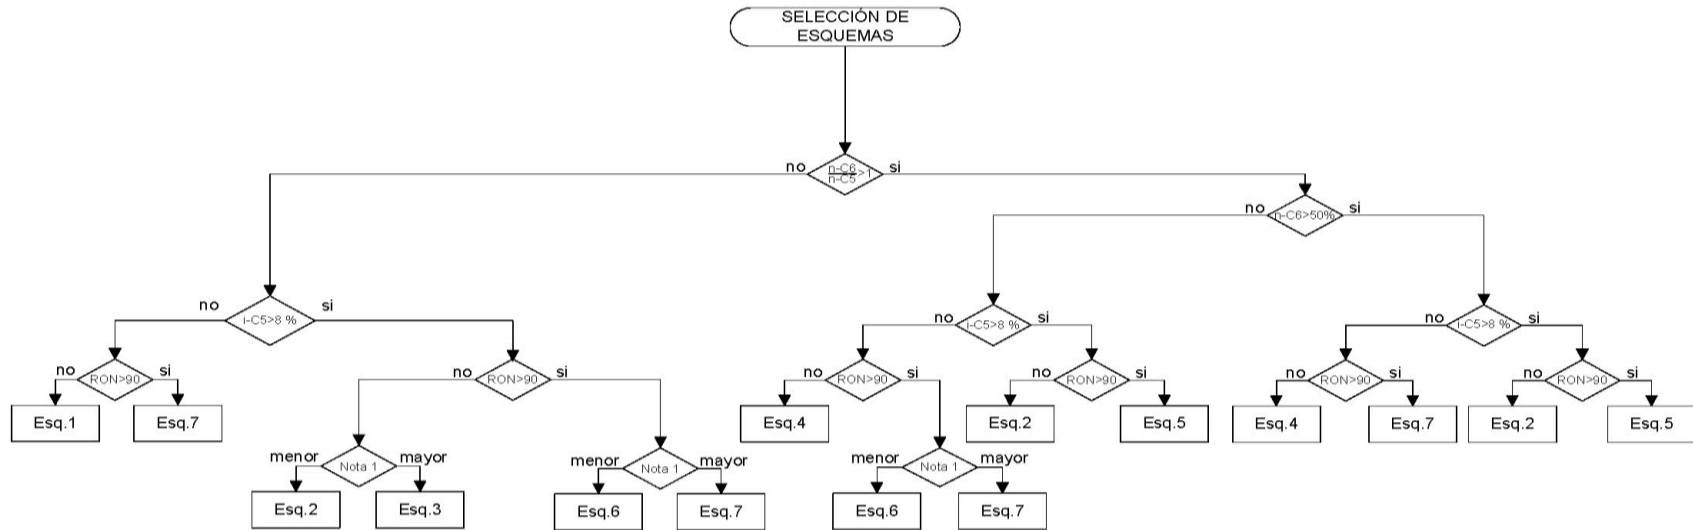 SELECCIÓN DE
ESQUEMAS
no
n-C6
n-C5
>1
si
no
n-C6>50%
si
no
i-C5>8 %
si
no
i-C5>8 %
si
no
i-C5>8 %
si
no
RON>90
si
no
RON>90
si
no
RON>90
si
no
RON>90
si
no
RON>90
si
no
RON>90
si
Esq.1
Esq.7
Esq.4
Esq.2
Esq.5
Esq.4
Esq.7
Esq.2
Esq.5
menor
Nota 1
mayor
menor
Nota 1
mayor
menor
Nota 1
mayor
Esq.2
Esq.3
Esq.6
Esq.7
Esq.6
Esq.7